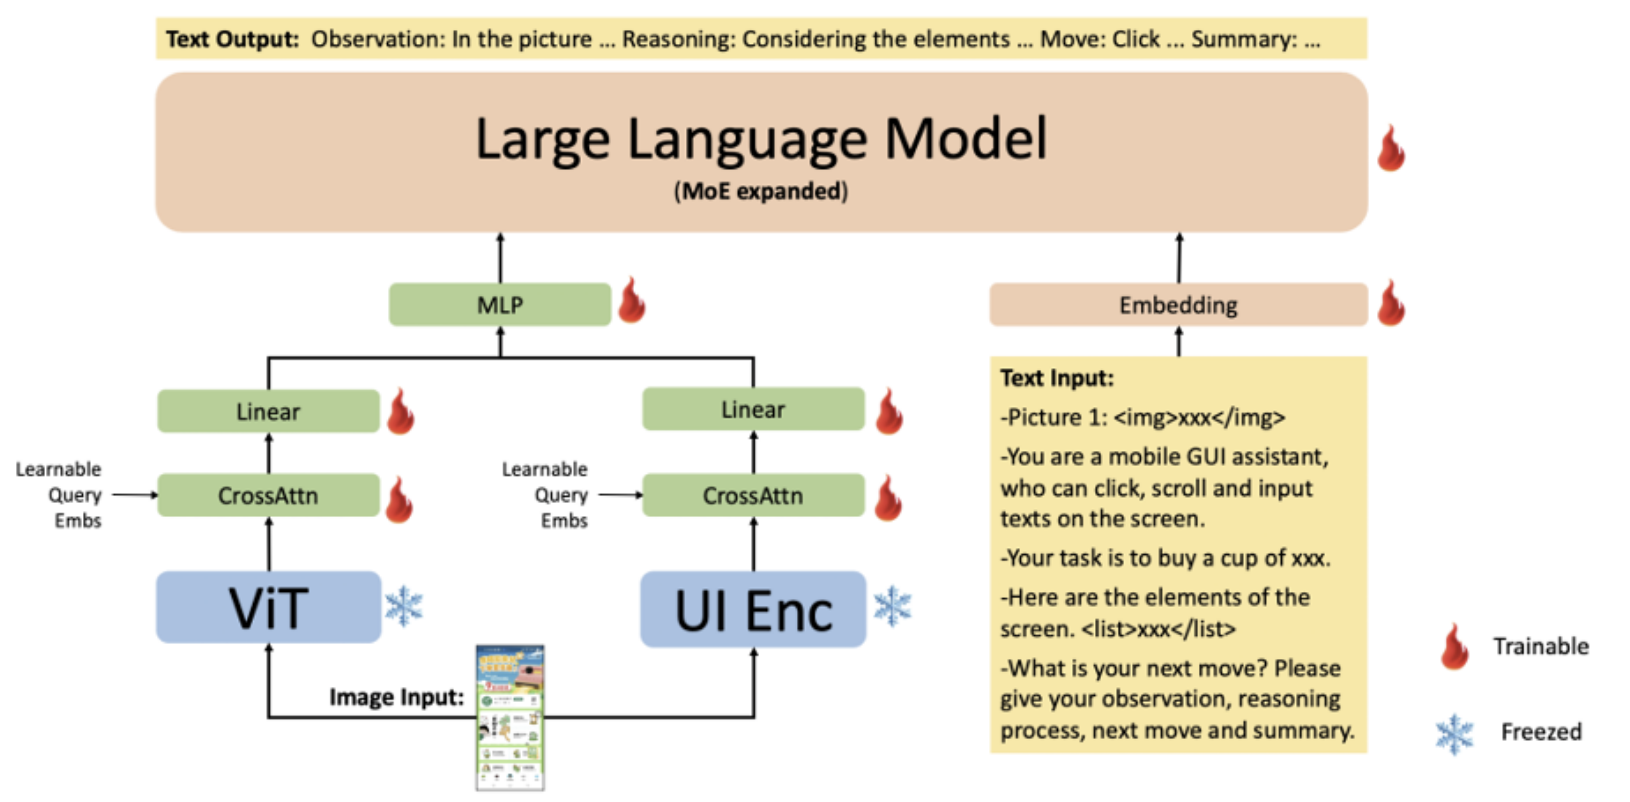 Text Output: Observation: In the picture ... Reasoning: Considering the elements ... Move: Click ... Summary: ...
Large Language Model
(MoE expanded)
MLP
Embedding
Linear
Linear
Learnable
Query
Embs
CrossAttn
Learnable
Query
Embs
CrossAttn
ViT
UI Enc
Image Input:
Text Input:
-Picture 1: <img>xxx</img>
-You are a mobile GUI assistant,
who can click, scroll and input
texts on the screen.
-Your task is to buy a cup of xxx.
-Here are the elements of the
screen. <list>xxx</list>
-What is your next move? Please
give your observation, reasoning
process, next move and summary.
Trainable
Freezed